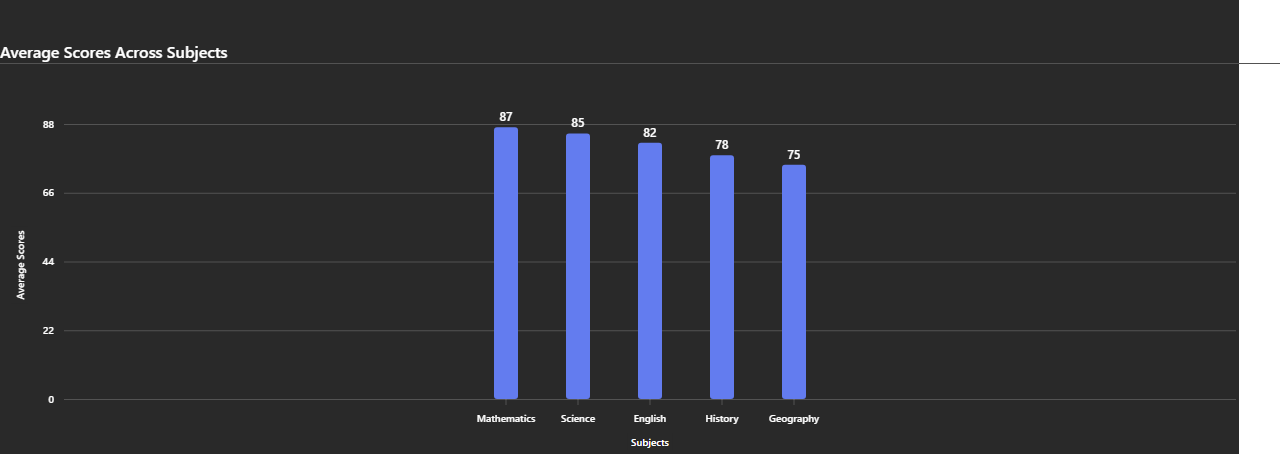 Average Scores Across Subjects
Average Scores
88
66
44
22
0
87
85
82
78
75
Mathematics Science English History Geography
Subjects